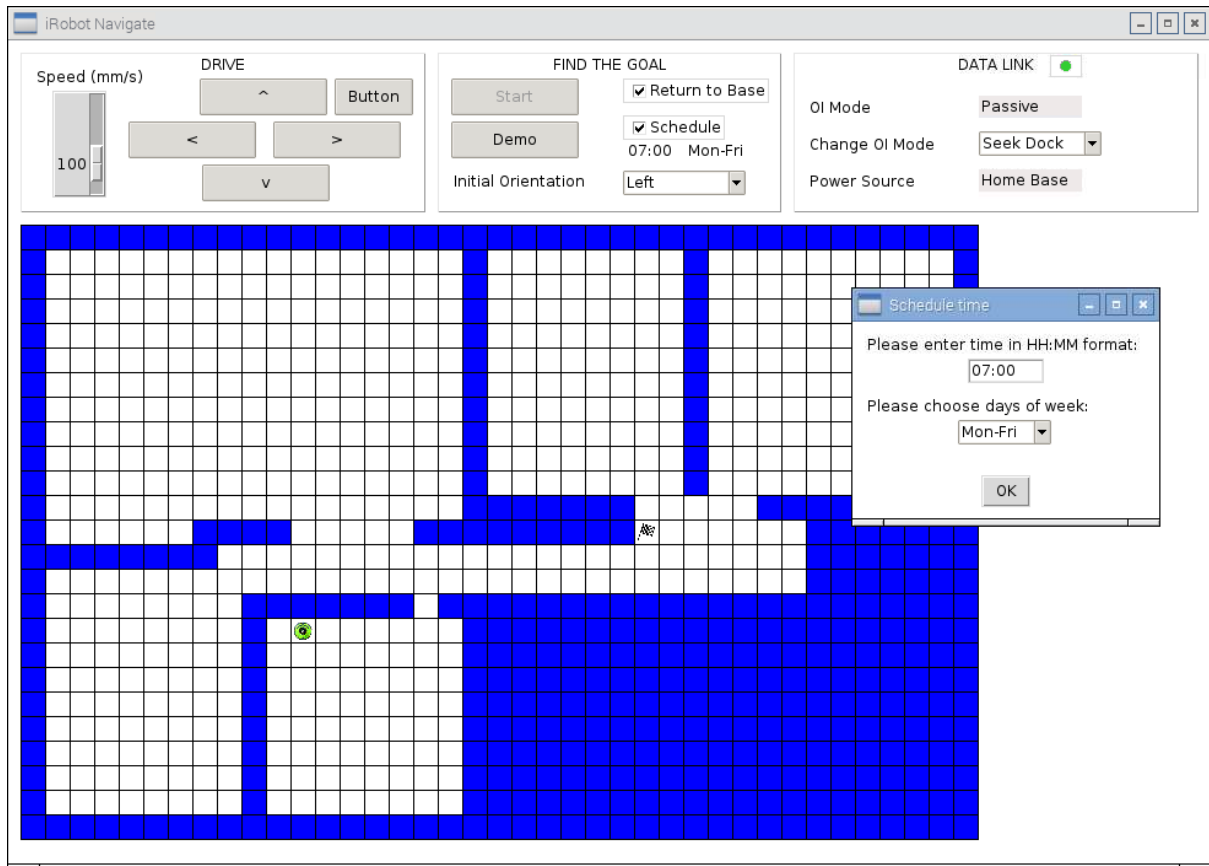 iRobot Navigate
DRIVE
Speed (mm/s)
^
Button
<
>
100
v
FIND THE GOAL
Start
Return to Base
Demo
Schedule
07:00 Mon-Fri
Initial Orientation
Left
DATA LINK
OI Mode
Passive
Change OI Mode
Seek Dock
Power Source
Home Base
Schedule time
Please enter time in HH:MM format:
07:00
Please choose days of week:
Mon-Fri
OK